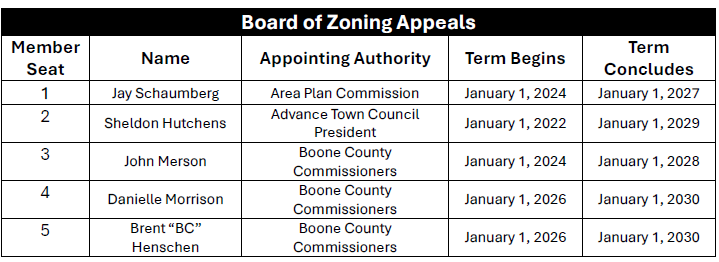 Board of Zoning Appeals
Member Seat Name Appointing Authority Term Begins Term Concludes
1 Jay Schaumberg Area Plan Commission January 1, 2024 January 1, 2027
2 Sheldon Hutchens Advance Town Council President January 1, 2022 January 1, 2029
3 John Merson Boone County Commissioners January 1, 2024 January 1, 2028
4 Danielle Morrison Boone County Commissioners January 1, 2026 January 1, 2030
5 Brent “BC” Henschen Boone County Commissioners January 1, 2026 January 1, 2030